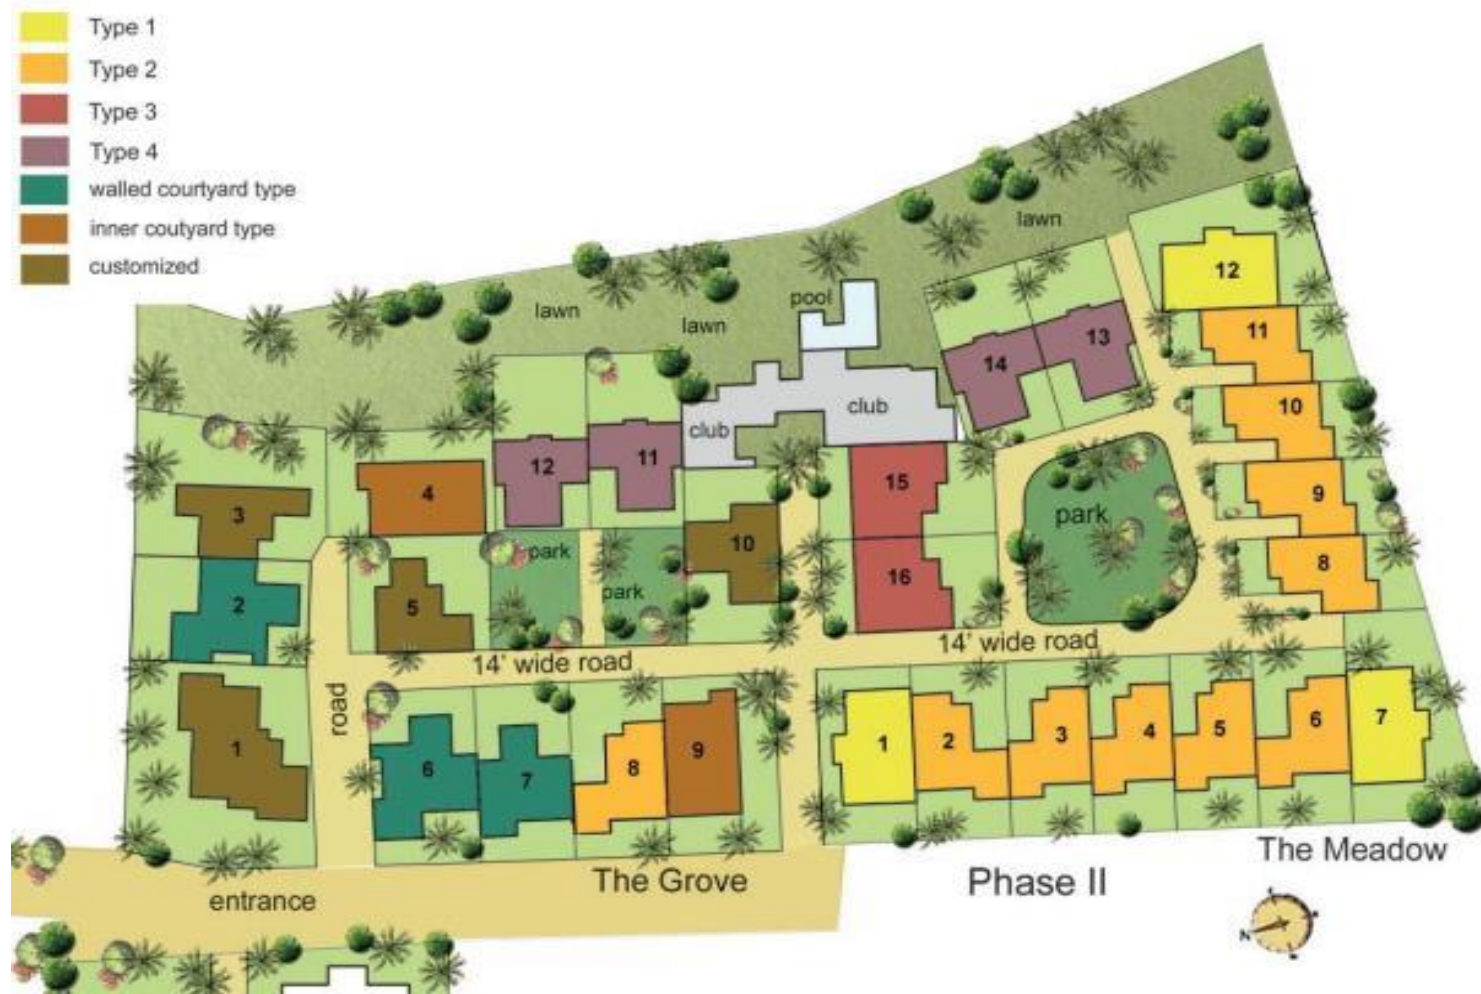 Type 1
Type 2
Type 3
Type 4
walled courtyard type
inner coutyard type
customized
lawn
lawn
lawn
pool
club
club
12
11
10
9
8
13
14
15
16
park
3
4
12
11
10
2
5
park
park
14' wide road
14' wide road
road
1
6
7
8
9
1
2
3
4
5
6
7
entrance
The Grove
Phase II
The Meadow
N